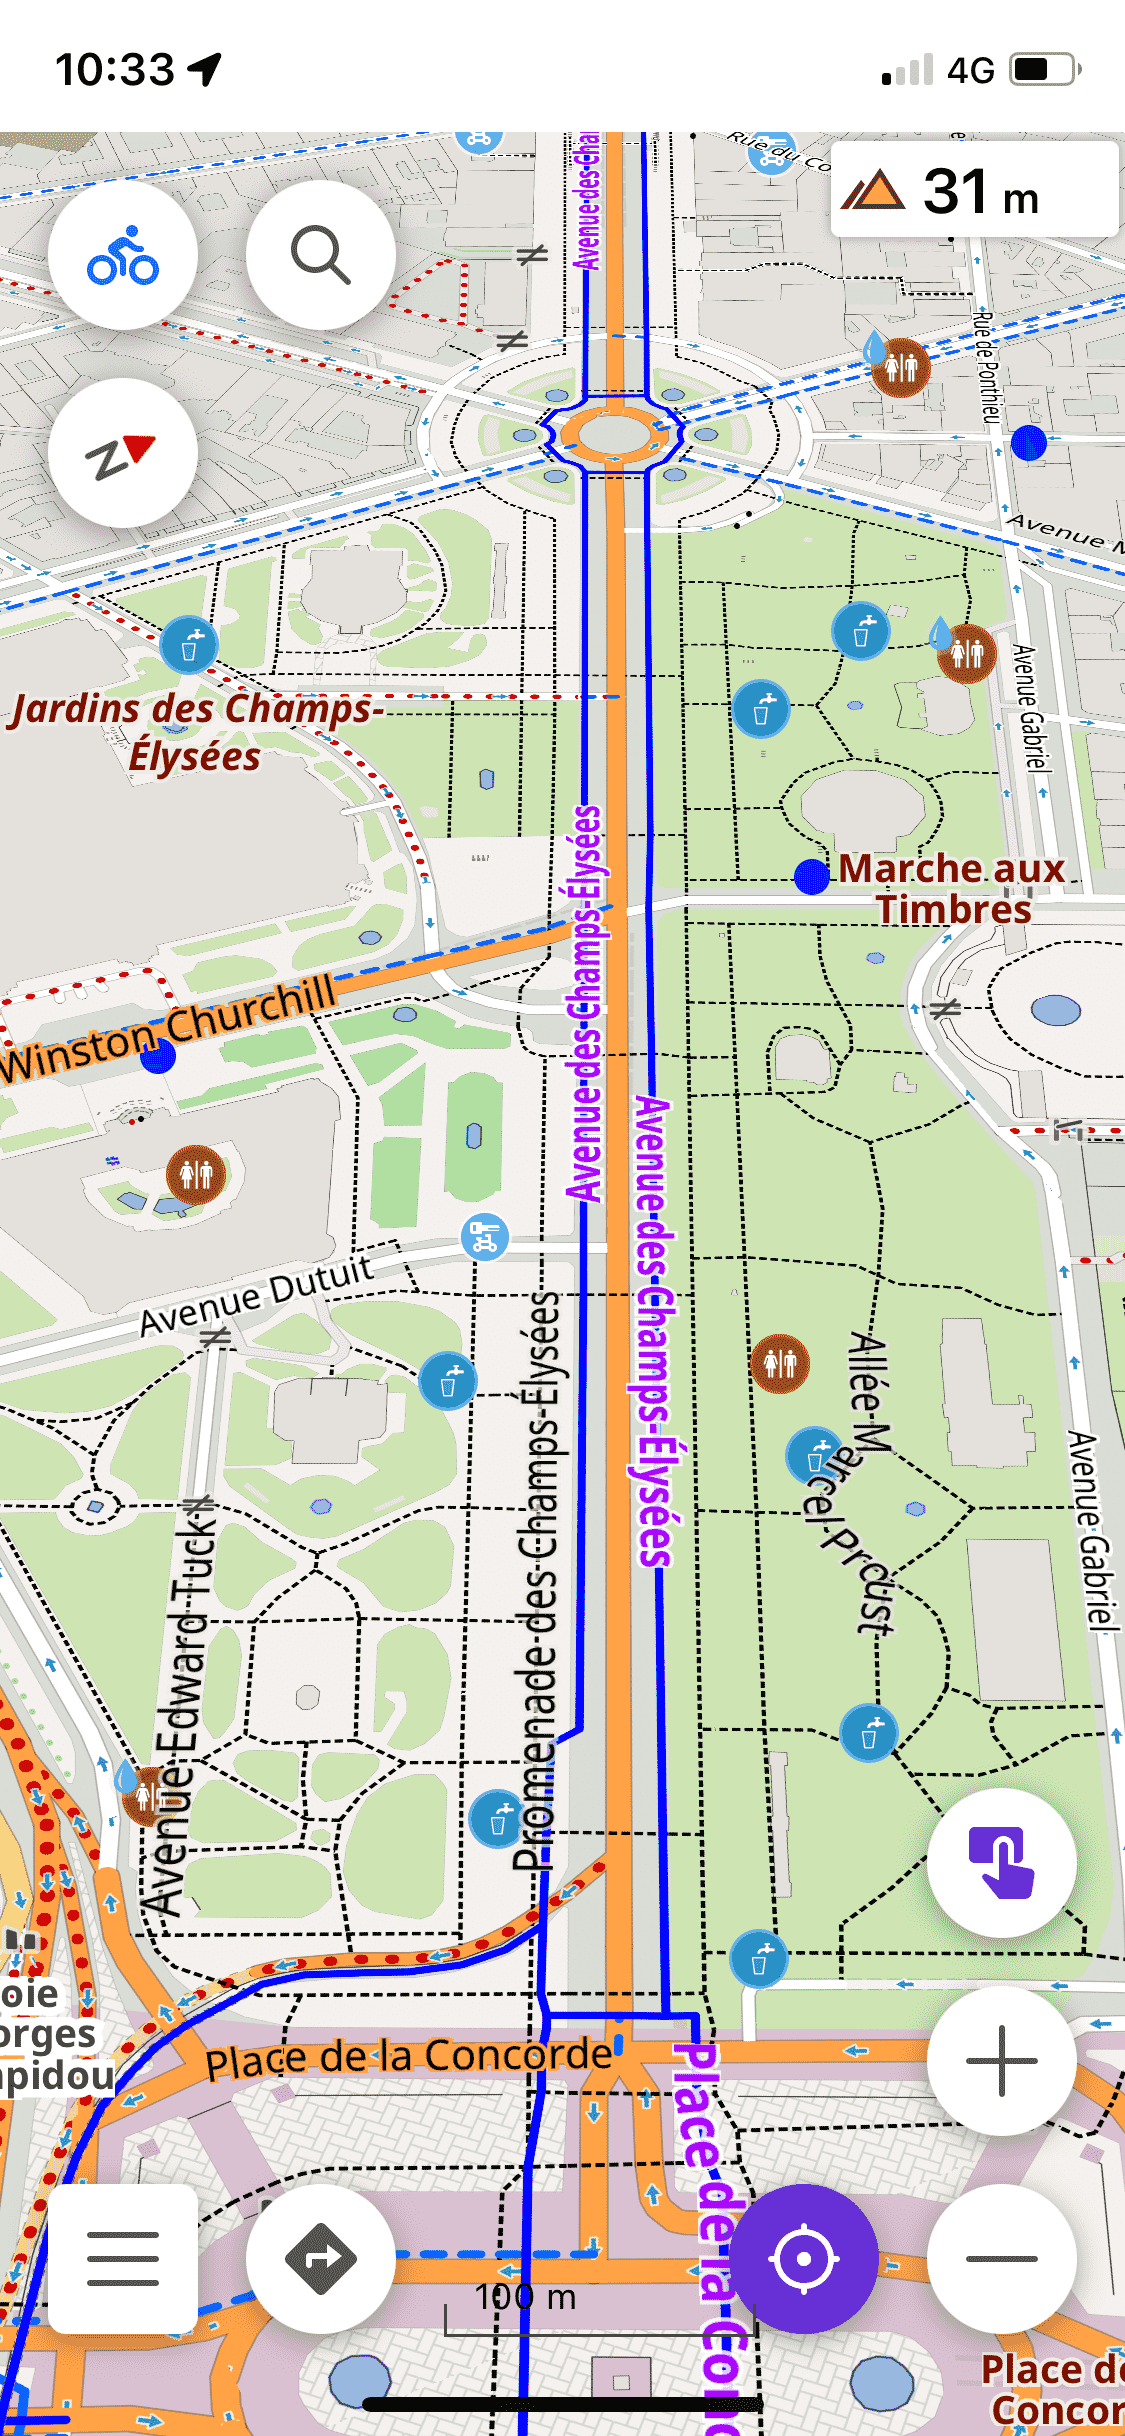 10:33
4G
31 m
Avenue des Cha
Rue du Co
Rue de Ponthieu
Avenue M
Jardins des Champs-
Élysées
Avenue Gabriel
Marche aux
Timbres
Avenue des Champs-Élysées
Winston Churchill
Avenue des Champs-Élysées
Avenue Dutuit
Promenade des Champs-Élysées
Allée Marcel Proust
Avenue Gabriel
Avenue Edward Tuck
oie
orges
pidou
Place de la Concorde
Place de la Conc
100 m
Place de
Concor